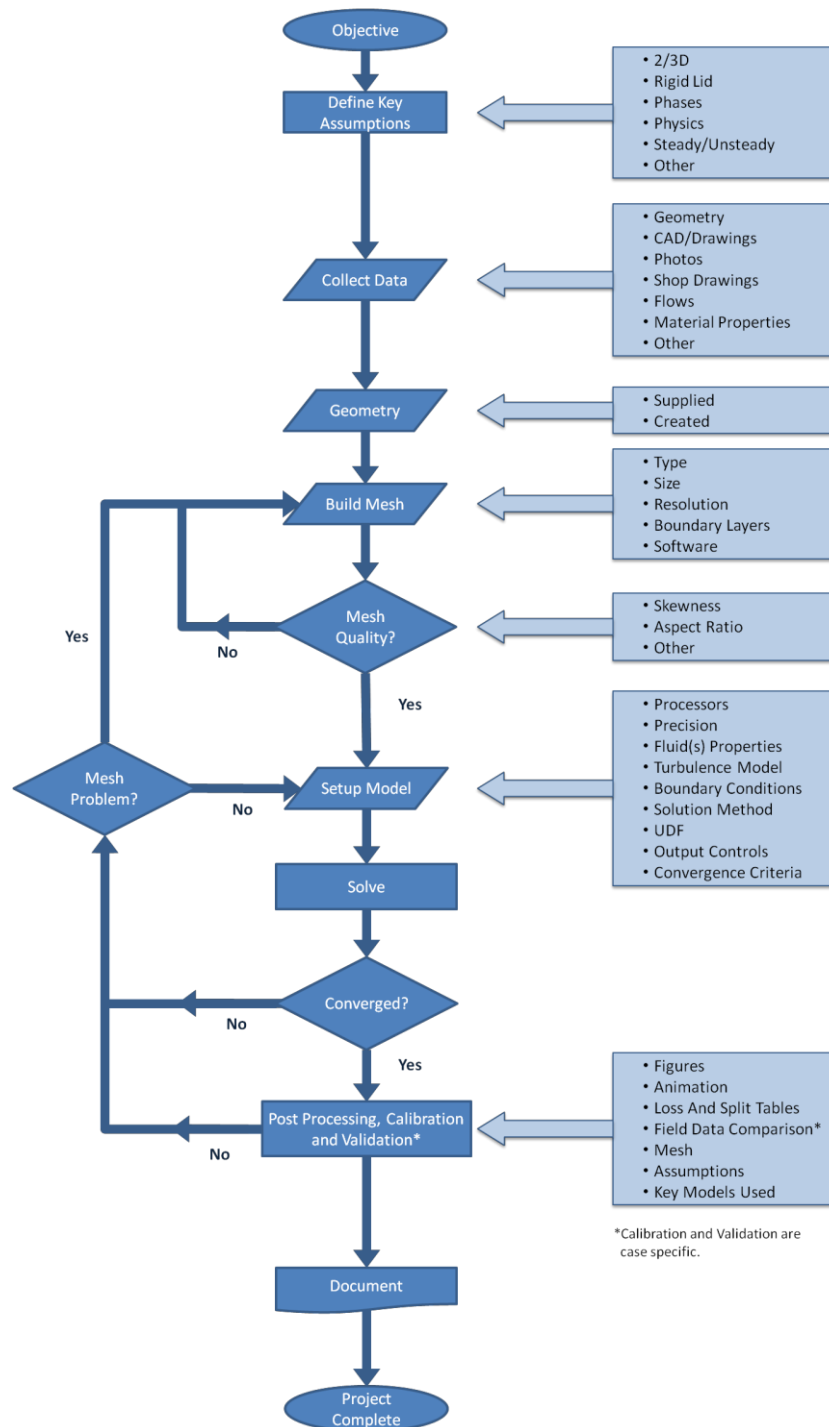 Objective
Define Key
Assumptions
• 2/3D
• Rigid Lid
• Phases
• Physics
• Steady/Unsteady
• Other
Collect Data
• Geometry
• CAD/Drawings
• Photos
• Shop Drawings
• Flows
• Material Properties
• Other
Geometry
• Supplied
• Created
Build Mesh
• Type
• Size
• Resolution
• Boundary Layers
• Software
Mesh
Quality?
• Skewness
• Aspect Ratio
• Other
Yes
No
Yes
Mesh
Problem?
No
Setup Model
• Processors
• Precision
• Fluid(s) Properties
• Turbulence Model
• Boundary Conditions
• Solution Method
• UDF
• Output Controls
• Convergence Criteria
Solve
Converged?
No
Yes
Post Processing, Calibration
and Validation*
No
• Figures
• Animation
• Loss And Split Tables
• Field Data Comparison*
• Mesh
• Assumptions
• Key Models Used
*Calibration and Validation are
case specific.
Document
Project
Complete